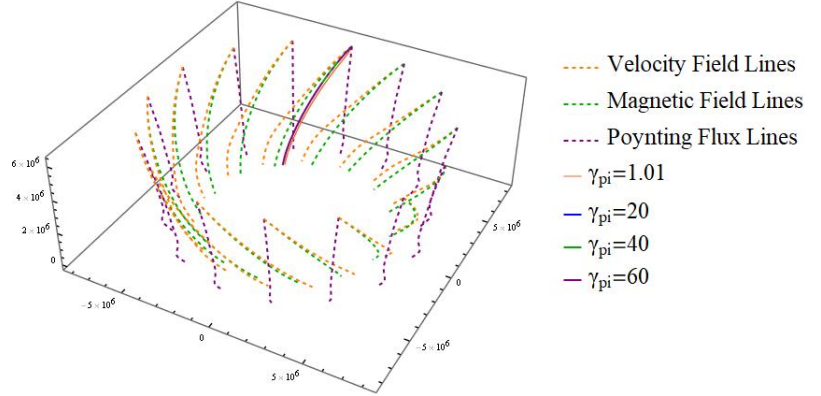 Velocity Field Lines
Magnetic Field Lines
Poynting Flux Lines
γpi=1.01
γpi=20
γpi=40
γpi=60
6×10⁶
4×10⁶
2×10⁶
0
-5×10⁶
0
5×10⁶
-5×10⁶
0
5×10⁶